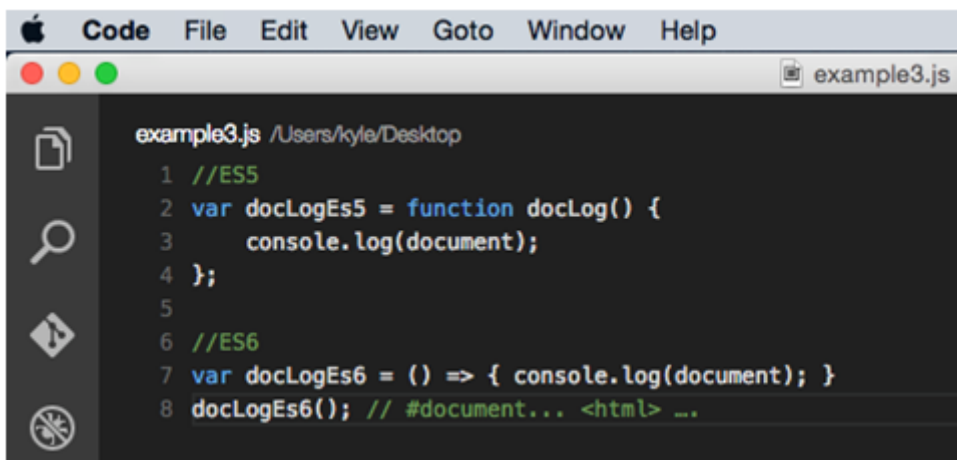 Code File Edit View Goto Window Help
example3.js
example3.js /Users/kyle/Desktop
1 //ES5
2 var docLogEs5 = function docLog() {
3 console.log(document);
4 };
5
6 //ES6
7 var docLogEs6 = () => { console.log(document); }
8 docLogEs6(); // #document... <html> ….